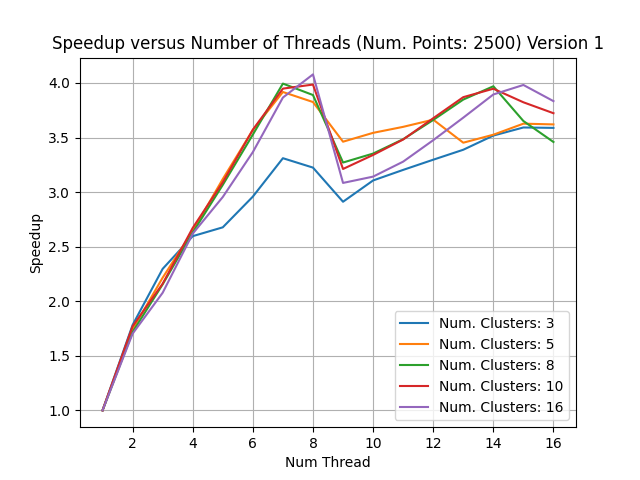 Speedup versus Number of Threads (Num. Points: 2500) Version 1
Speedup
4.0
3.5
3.0
2.5
2.0
1.5
1.0
2 4 6 8 10 12 14 16
Num Thread
Num. Clusters: 3
Num. Clusters: 5
Num. Clusters: 8
Num. Clusters: 10
Num. Clusters: 16